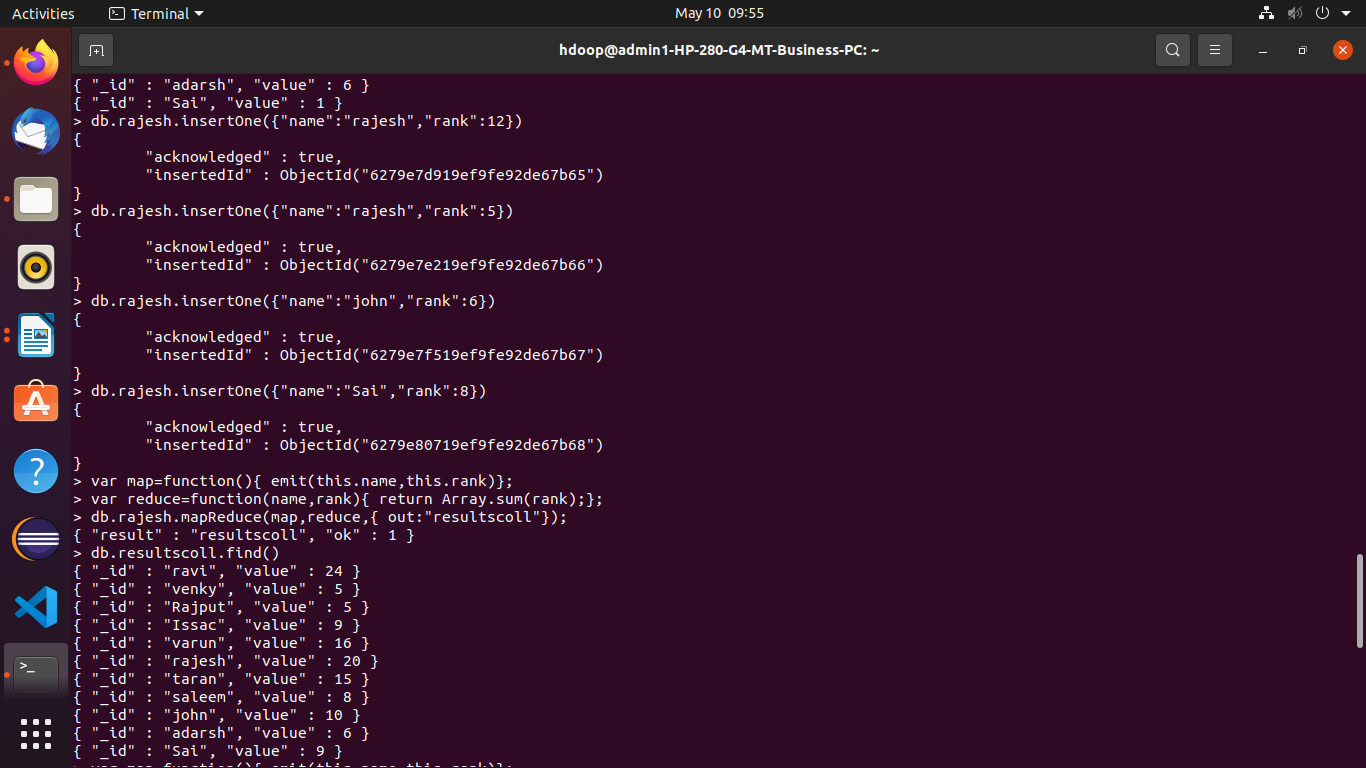 Activities
Terminal
May 10 09:55
hdoop@admin1-HP-280-G4-MT-Business-PC: ~
{ "_id" : "adarsh", "value" : 6 }
{ "_id" : "Sai", "value" : 1 }
> db.rajesh.insertOne({"name":"rajesh","rank":12})
{
        "acknowledged" : true,
        "insertedId" : ObjectId("6279e7d919ef9fe92de67b65")
}
> db.rajesh.insertOne({"name":"rajesh","rank":5})
{
        "acknowledged" : true,
        "insertedId" : ObjectId("6279e7e219ef9fe92de67b66")
}
> db.rajesh.insertOne({"name":"john","rank":6})
{
        "acknowledged" : true,
        "insertedId" : ObjectId("6279e7f519ef9fe92de67b67")
}
> db.rajesh.insertOne({"name":"Sai","rank":8})
{
        "acknowledged" : true,
        "insertedId" : ObjectId("6279e80719ef9fe92de67b68")
}
> var map=function(){ emit(this.name,this.rank)};
> var reduce=function(name,rank){ return Array.sum(rank);};
> db.rajesh.mapReduce(map,reduce,{ out:"resultscoll"});
{ "result" : "resultscoll", "ok" : 1 }
> db.resultscoll.find()
{ "_id" : "ravi", "value" : 24 }
{ "_id" : "venky", "value" : 5 }
{ "_id" : "Rajput", "value" : 5 }
{ "_id" : "Issac", "value" : 9 }
{ "_id" : "varun", "value" : 16 }
{ "_id" : "rajesh", "value" : 20 }
{ "_id" : "taran", "value" : 15 }
{ "_id" : "saleem", "value" : 8 }
{ "_id" : "john", "value" : 10 }
{ "_id" : "adarsh", "value" : 6 }
{ "_id" : "Sai", "value" : 9 }